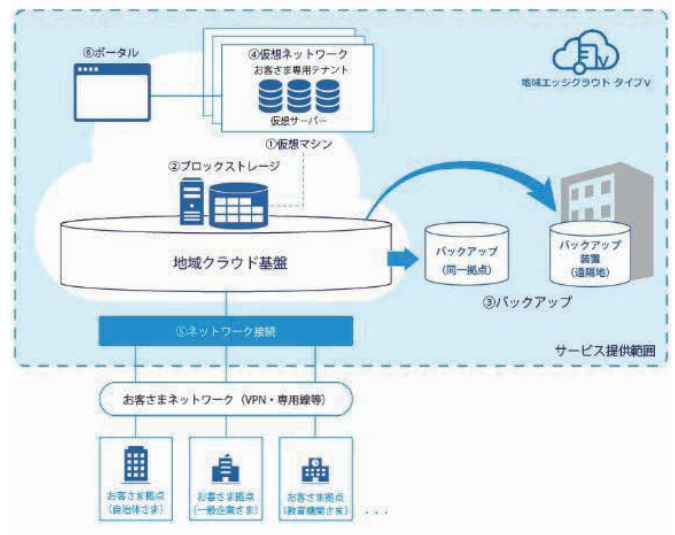 ⑥ポータル
④仮想ネットワーク
お客さま専用テナント
仮想サーバー
地域エッジクラウド タイプV
①仮想マシン
②ブロックストレージ
地域クラウド基盤
バックアップ
(同一拠点)
バックアップ
装置
(遠隔地)
③バックアップ
⑤ネットワーク接続
サービス提供範囲
お客さまネットワーク（VPN・専用線等）
お客さま拠点
(自治体さま)
お客さま拠点
(一般企業さま)
お客さま拠点
(教育機関さま)
...